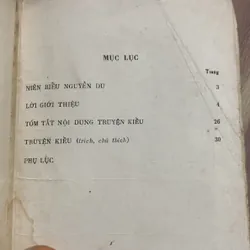 MỤC LỤC
Trang
NIÊN BIỂU NGUYỄN DU 3
LỜI GIỚI THIỆU 4
TÓM TẮT NỘI DUNG TRUYỆN KIỀU 26
TRUYỆN KIỀU (trích, chú thích) 30
PHỤ LỤC